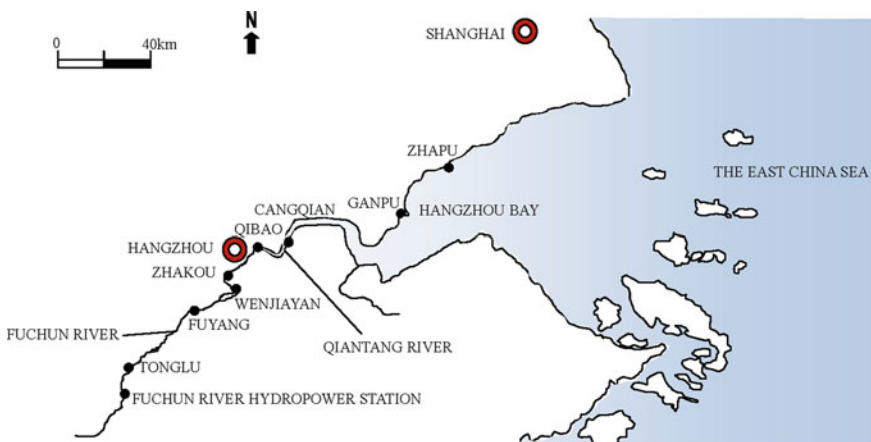 N
0 40km
SHANGHAI
ZHAPU
THE EAST CHINA SEA
GANPU
HANGZHOU BAY
CANGQIAN
QIBAO
HANGZHOU
ZHAKOU
WENJIAYAN
FUYANG
FUCHUN RIVER
QIANTANG RIVER
TONGLU
FUCHUN RIVER HYDROPOWER STATION